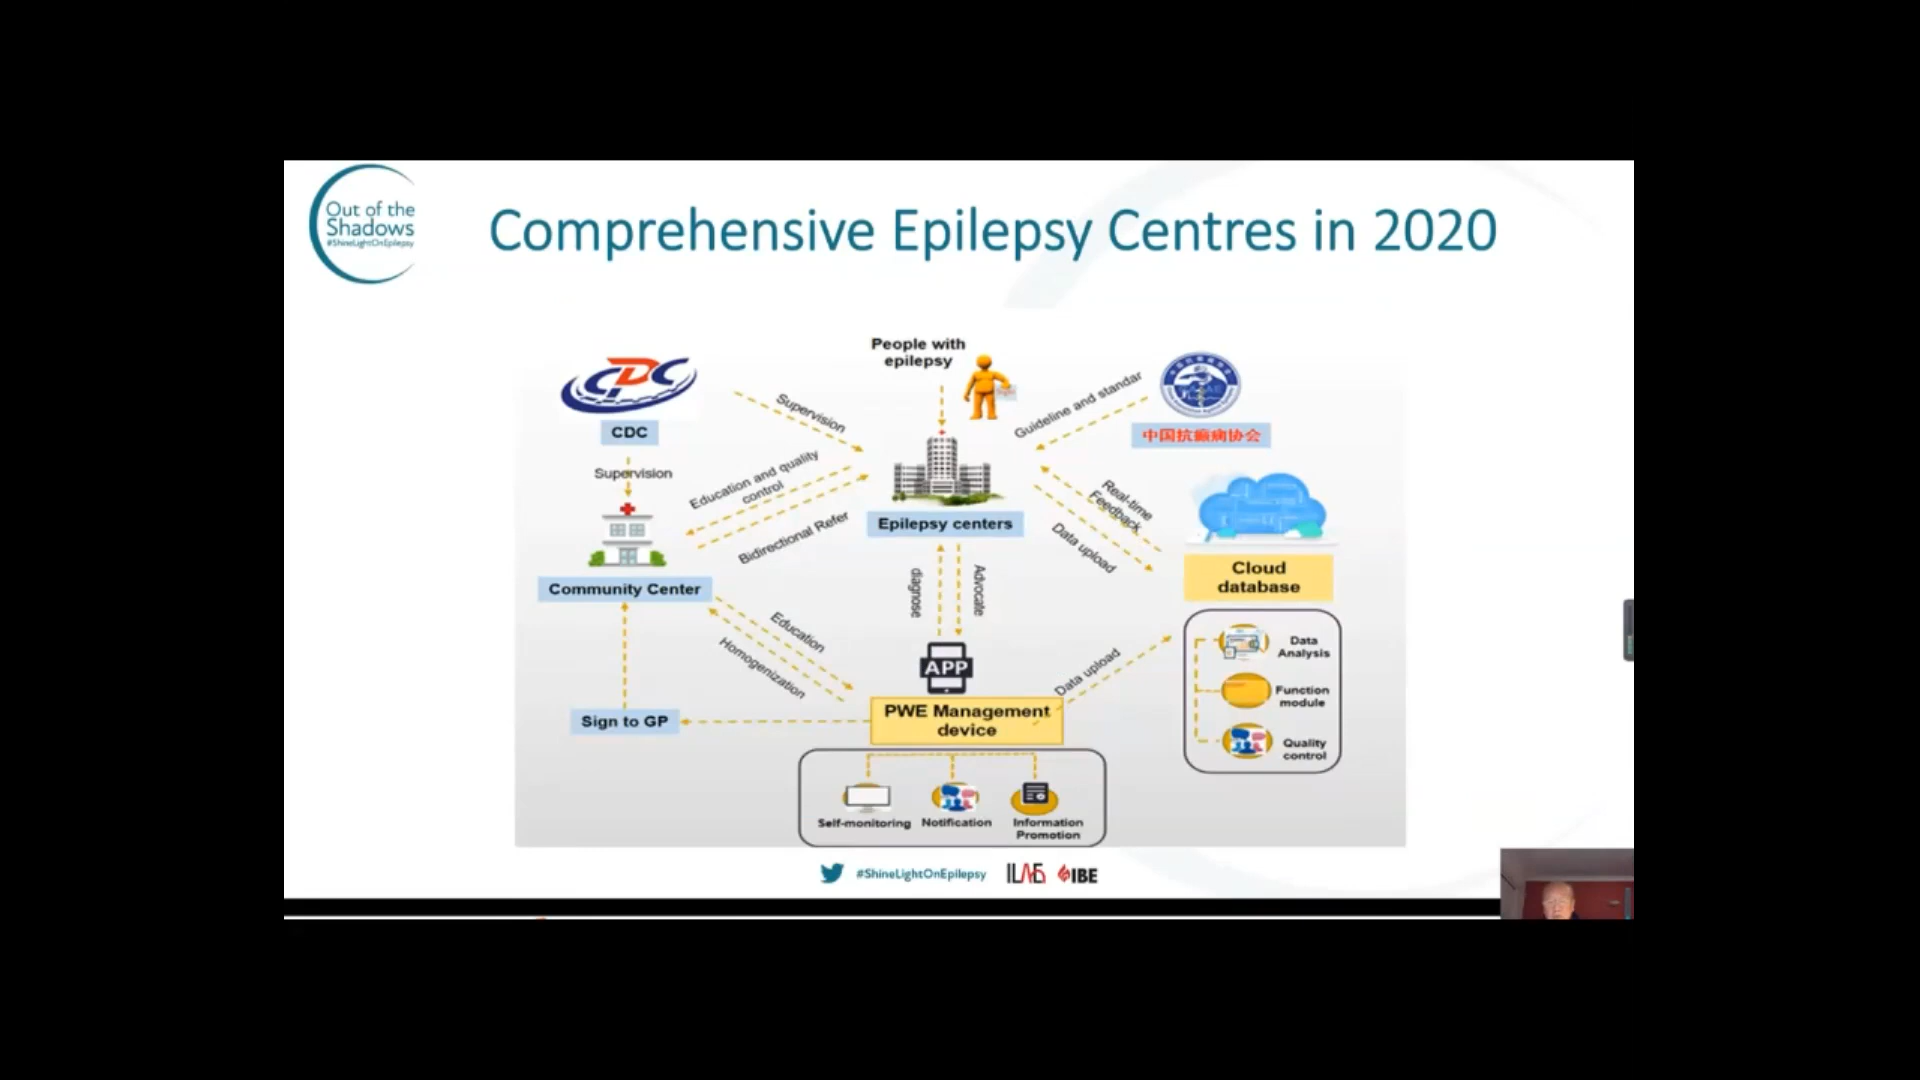 Out of the
Shadows
#ShineLightOnEpilepsy
Comprehensive Epilepsy Centres in 2020
People with
epilepsy
CDC
CDC
Supervision
Supervision
Guideline and standar
中国抗癫痫协会
Education and quality
control
Bidirectional Refer
Epilepsy centers
Real-time
Feedback
Data upload
Cloud
database
Community Center
diagnose
Advocate
Education
Homogenization
APP
Data upload
Data
Analysis
Function
module
Quality
control
Sign to GP
PWE Management
device
Self-monitoring
Notification
Information
Promotion
#ShineLightOnEpilepsy
ILAE
IBE